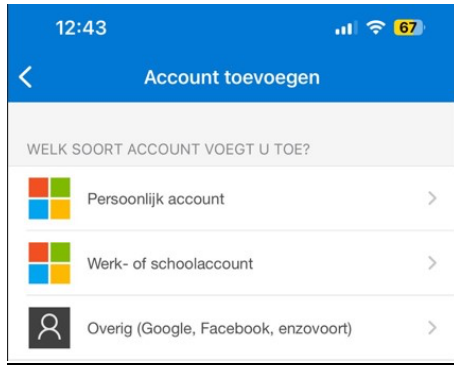 12:43
67
Account toevoegen
WELK SOORT ACCOUNT VOEGT U TOE?
Persoonlijk account
Werk- of schoolaccount
Overig (Google, Facebook, enzovoort)